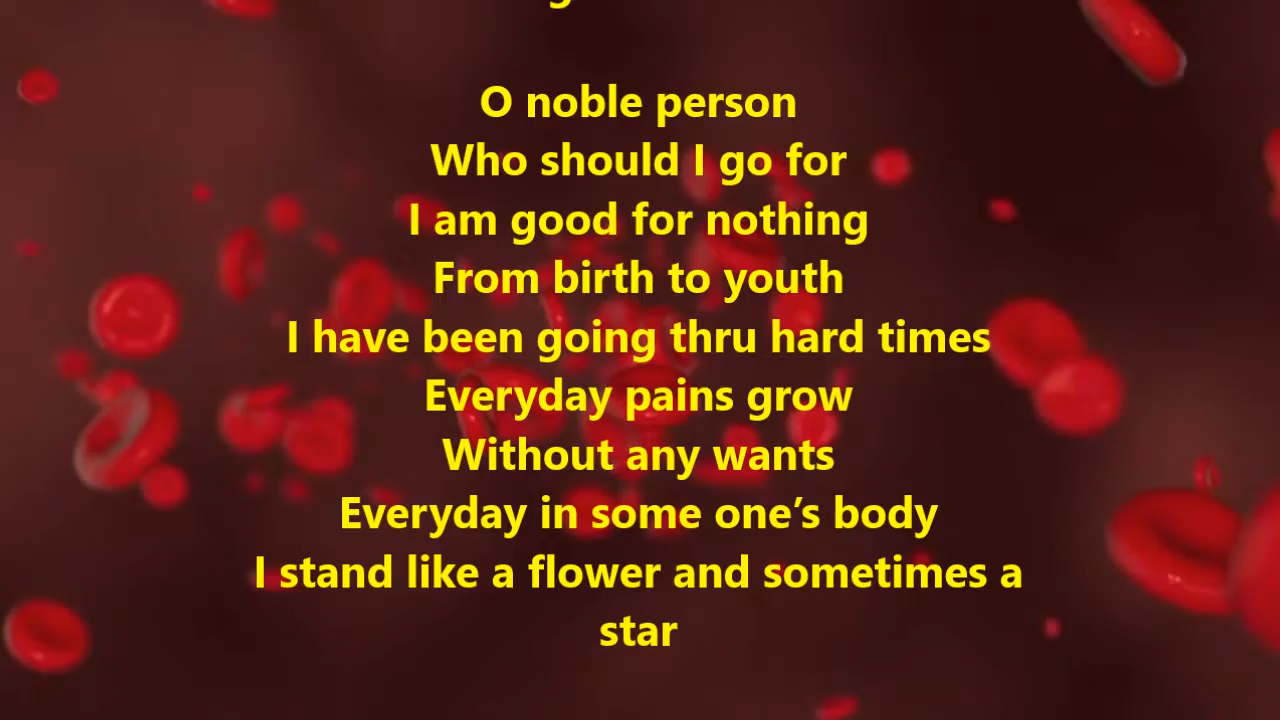 O noble person
Who should I go for
I am good for nothing
From birth to youth
I have been going thru hard times
Everyday pains grow
Without any wants
Everyday in some one’s body
I stand like a flower and sometimes a
star